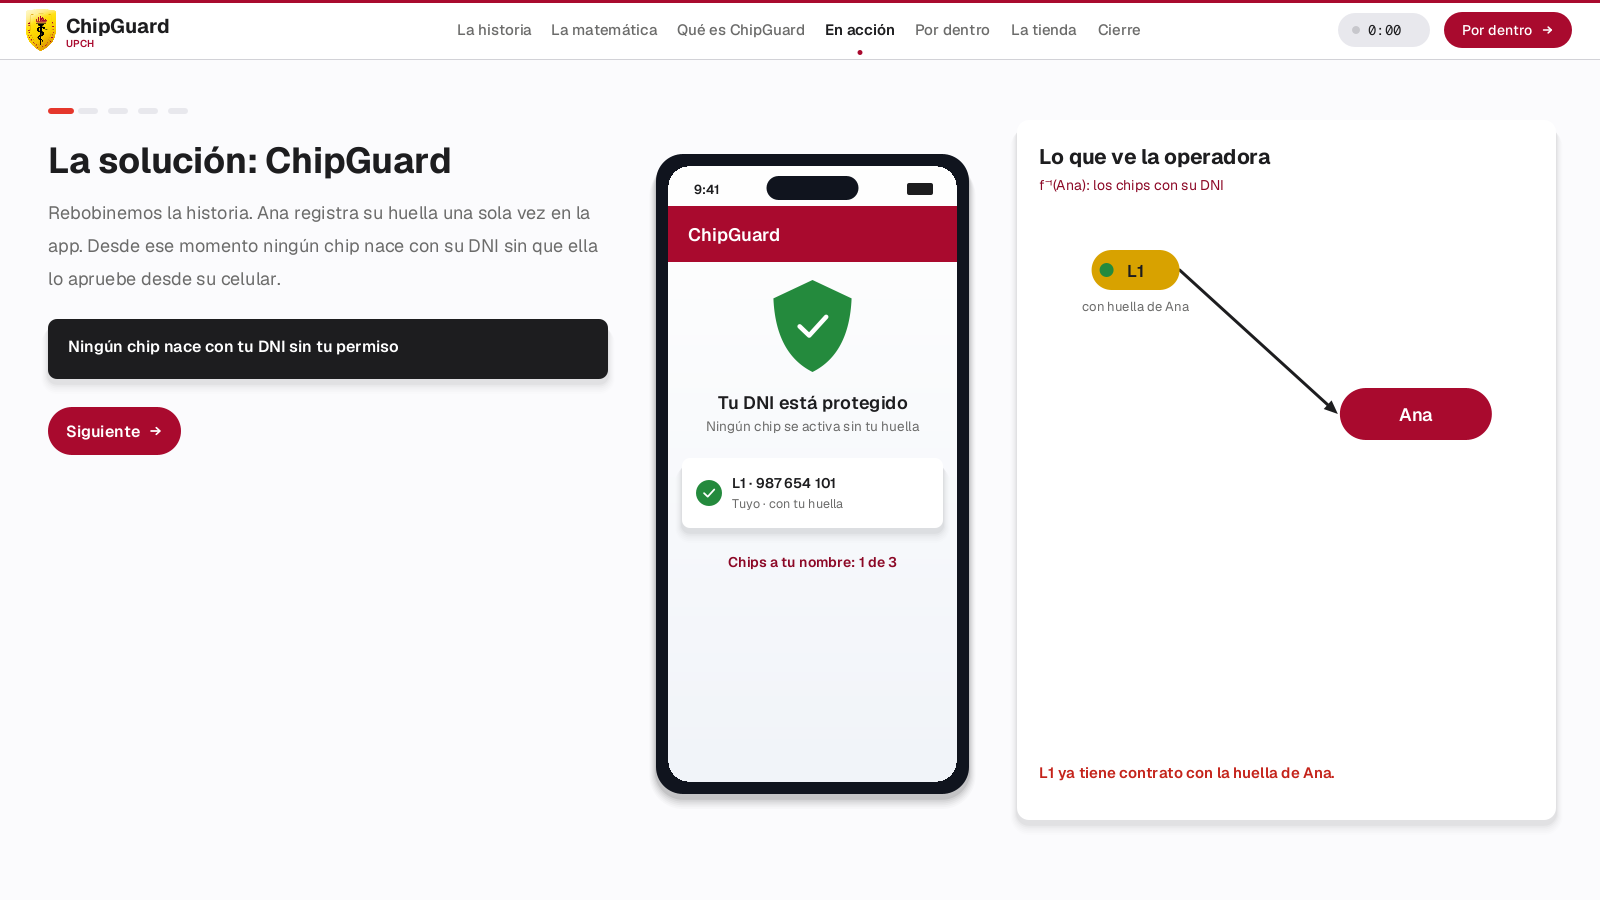 ChipGuard
UPCH
La historia
La matemática
Qué es ChipGuard
En acción
Por dentro
La tienda
Cierre
0:00
Por dentro →
La solución: ChipGuard
Rebobinemos la historia. Ana registra su huella una sola vez en la
app. Desde ese momento ningún chip nace con su DNI sin que ella
lo apruebe desde su celular.
Ningún chip nace con tu DNI sin tu permiso
Siguiente →
9:41
ChipGuard
Tu DNI está protegido
Ningún chip se activa sin tu huella
L1 · 987 654 101
Tuyo · con tu huella
Chips a tu nombre: 1 de 3
Lo que ve la operadora
f⁻¹(Ana): los chips con su DNI
L1
con huella de Ana
Ana
L1 ya tiene contrato con la huella de Ana.